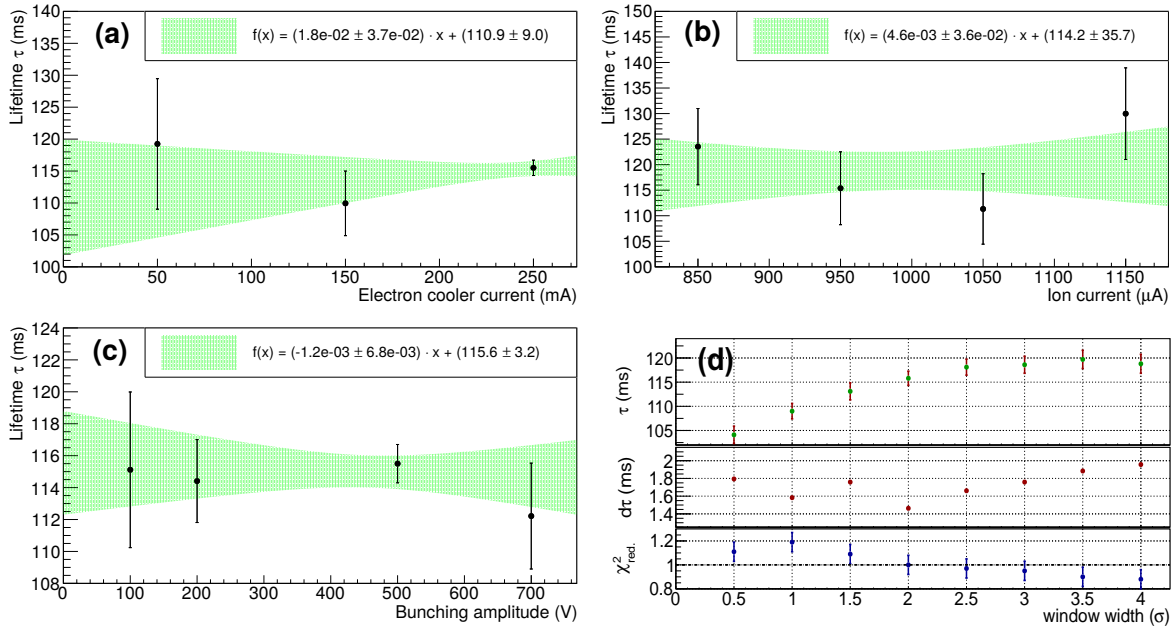 (a)
f(x) = (1.8e-02 ± 3.7e-02) · x + (110.9 ± 9.0)
Lifetime τ (ms)
140
135
130
125
120
115
110
105
100
0 50 100 150 200 250
Electron cooler current (mA)
(b)
f(x) = (4.6e-03 ± 3.6e-02) · x + (114.2 ± 35.7)
Lifetime τ (ms)
150
145
140
135
130
125
120
115
110
105
100
850 900 950 1000 1050 1100 1150
Ion current (μA)
(c)
f(x) = (-1.2e-03 ± 6.8e-03) · x + (115.6 ± 3.2)
Lifetime τ (ms)
124
122
120
118
116
114
112
110
108
0 100 200 300 400 500 600 700
Bunching amplitude (V)
(d)
τ (ms)
120
115
110
105
dτ (ms)
2
1.8
1.6
1.4
χ²red.
1.2
1
0.8
0 0.5 1 1.5 2 2.5 3 3.5 4
window width (σ)